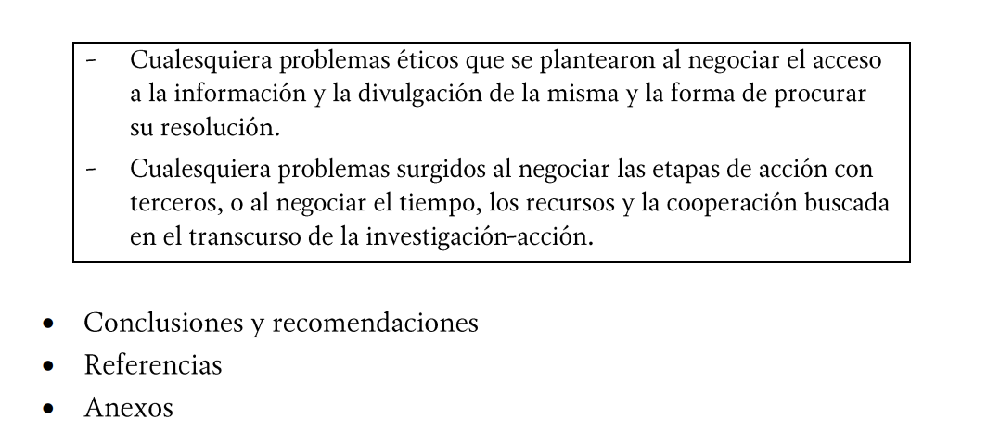 - Cualesquiera problemas éticos que se plantearon al negociar el acceso
a la información y la divulgación de la misma y la forma de procurar
su resolución.
- Cualesquiera problemas surgidos al negociar las etapas de acción con
terceros, o al negociar el tiempo, los recursos y la cooperación buscada
en el transcurso de la investigación-acción.
• Conclusiones y recomendaciones
• Referencias
• Anexos